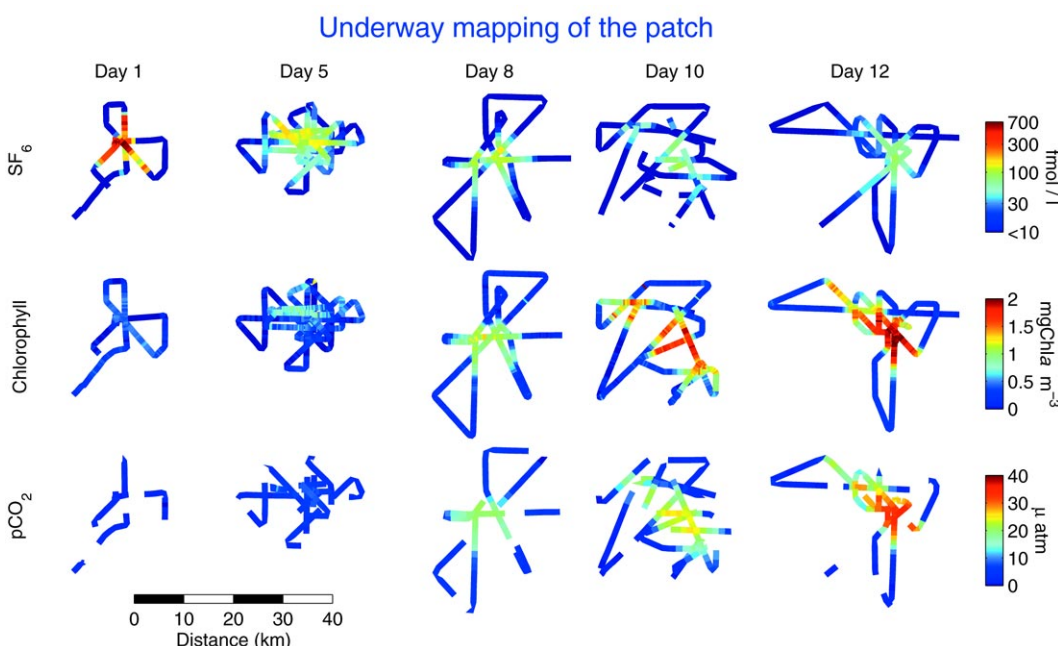 Underway mapping of the patch
Day 1 Day 5 Day 8 Day 10 Day 12
SF6
700
300
100
30
<10
fmol / l
Chlorophyll
2
1.5
1
0.5
0
mgChla m−3
pCO2
40
30
20
10
0
μ atm
0 10 20 30 40
Distance (km)